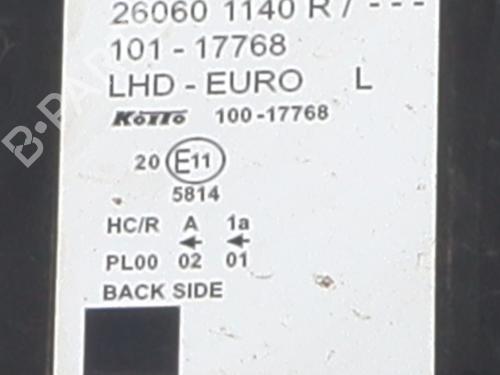 26060 1140 R / - - -
101 - 17768
LHD - EURO L
KOITO 100-17768
20 E11
5814
HC/R A 1a
PL00 02 01
BACK SIDE
B-PARTS